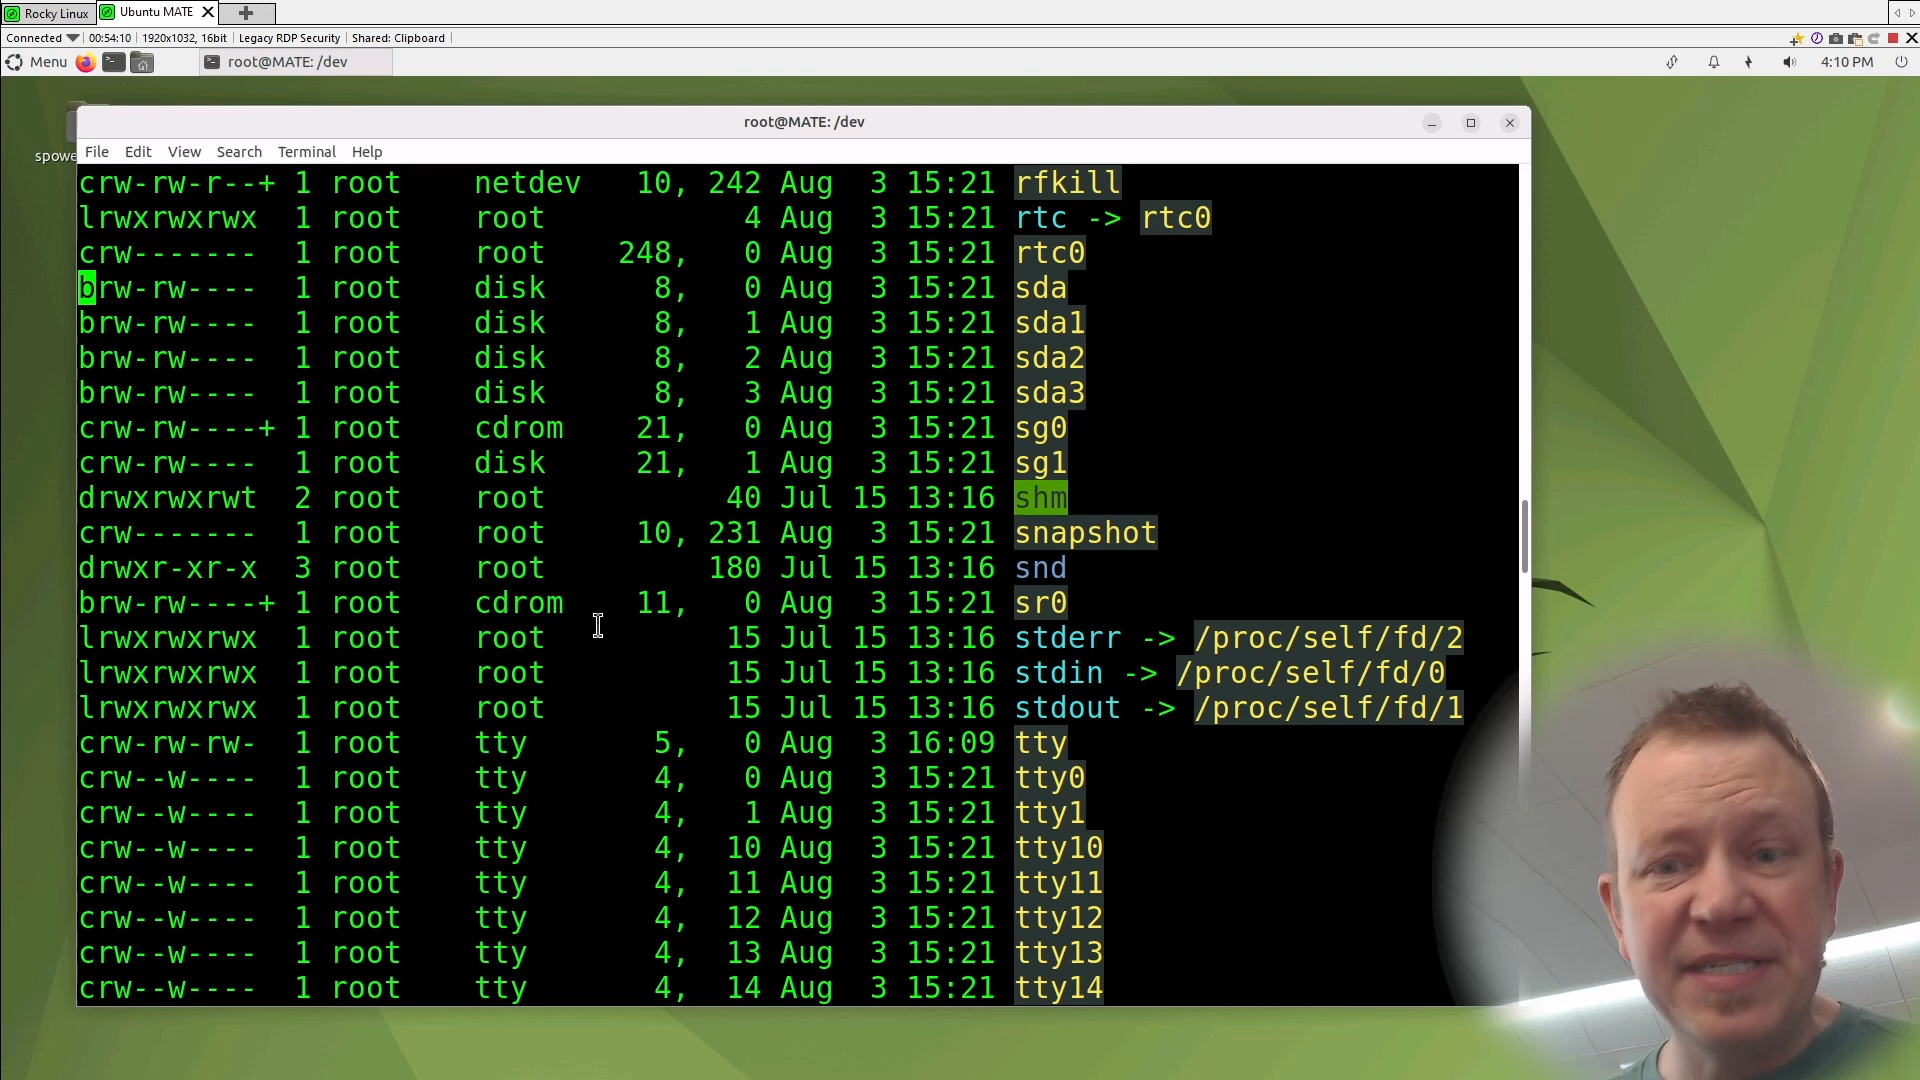 Rocky Linux Ubuntu MATE
Connected 00:54:10 1920x1032, 16bit Legacy RDP Security Shared: Clipboard
Menu root@MATE: /dev 4:10 PM
spowe
root@MATE: /dev
File Edit View Search Terminal Help
crw-rw-r--+ 1 root netdev 10, 242 Aug 3 15:21 rfkill
lrwxrwxrwx 1 root root 4 Aug 3 15:21 rtc -> rtc0
crw------- 1 root root 248, 0 Aug 3 15:21 rtc0
brw-rw---- 1 root disk 8, 0 Aug 3 15:21 sda
brw-rw---- 1 root disk 8, 1 Aug 3 15:21 sda1
brw-rw---- 1 root disk 8, 2 Aug 3 15:21 sda2
brw-rw---- 1 root disk 8, 3 Aug 3 15:21 sda3
crw-rw----+ 1 root cdrom 21, 0 Aug 3 15:21 sg0
crw-rw---- 1 root disk 21, 1 Aug 3 15:21 sg1
drwxrwxrwt 2 root root 40 Jul 15 13:16 shm
crw------- 1 root root 10, 231 Aug 3 15:21 snapshot
drwxr-xr-x 3 root root 180 Jul 15 13:16 snd
brw-rw----+ 1 root cdrom 11, 0 Aug 3 15:21 sr0
lrwxrwxrwx 1 root root 15 Jul 15 13:16 stderr -> /proc/self/fd/2
lrwxrwxrwx 1 root root 15 Jul 15 13:16 stdin -> /proc/self/fd/0
lrwxrwxrwx 1 root root 15 Jul 15 13:16 stdout -> /proc/self/fd/1
crw-rw-rw- 1 root tty 5, 0 Aug 3 16:09 tty
crw--w---- 1 root tty 4, 0 Aug 3 15:21 tty0
crw--w---- 1 root tty 4, 1 Aug 3 15:21 tty1
crw--w---- 1 root tty 4, 10 Aug 3 15:21 tty10
crw--w---- 1 root tty 4, 11 Aug 3 15:21 tty11
crw--w---- 1 root tty 4, 12 Aug 3 15:21 tty12
crw--w---- 1 root tty 4, 13 Aug 3 15:21 tty13
crw--w---- 1 root tty 4, 14 Aug 3 15:21 tty14